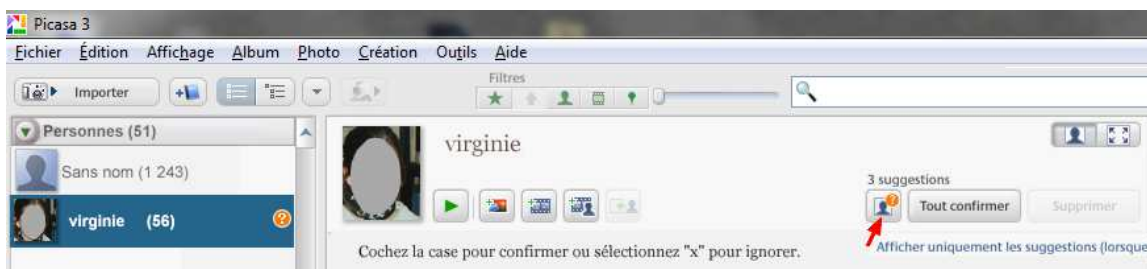 Picasa 3
Fichier Édition Affichage Album Photo Création Outils Aide
Importer
Filtres
Personnes (51)
Sans nom (1 243)
virginie (56)
virginie
3 suggestions
Tout confirmer
Supprimer
Cochez la case pour confirmer ou sélectionnez "x" pour ignorer.
Afficher uniquement les suggestions (lorsque